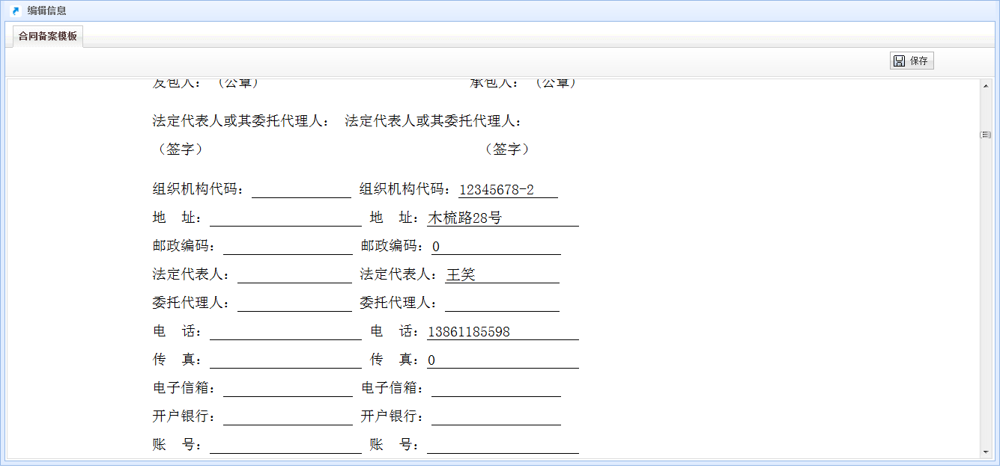 编辑信息
合同备案模板
保存
发包人： （公章） 承包人： （公章）
法定代表人或其委托代理人： 法定代表人或其委托代理人：
（签字） （签字）
组织机构代码： 组织机构代码：12345678-2
地 址： 地 址：木梳路28号
邮政编码： 邮政编码：0
法定代表人： 法定代表人：王笑
委托代理人： 委托代理人：
电 话： 电 话：13861185598
传 真： 传 真：0
电子信箱： 电子信箱：
开户银行： 开户银行：
账 号： 账 号：